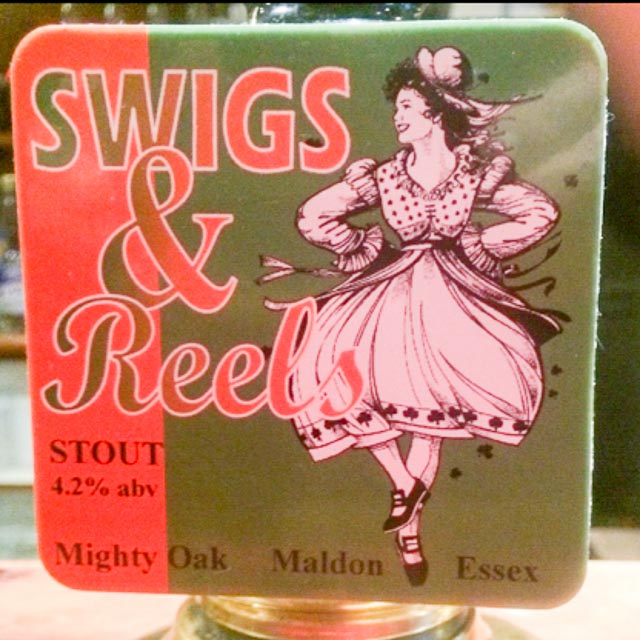 SWIGS
&
Reels
STOUT
4.2% abv
Mighty Oak Maldon Essex